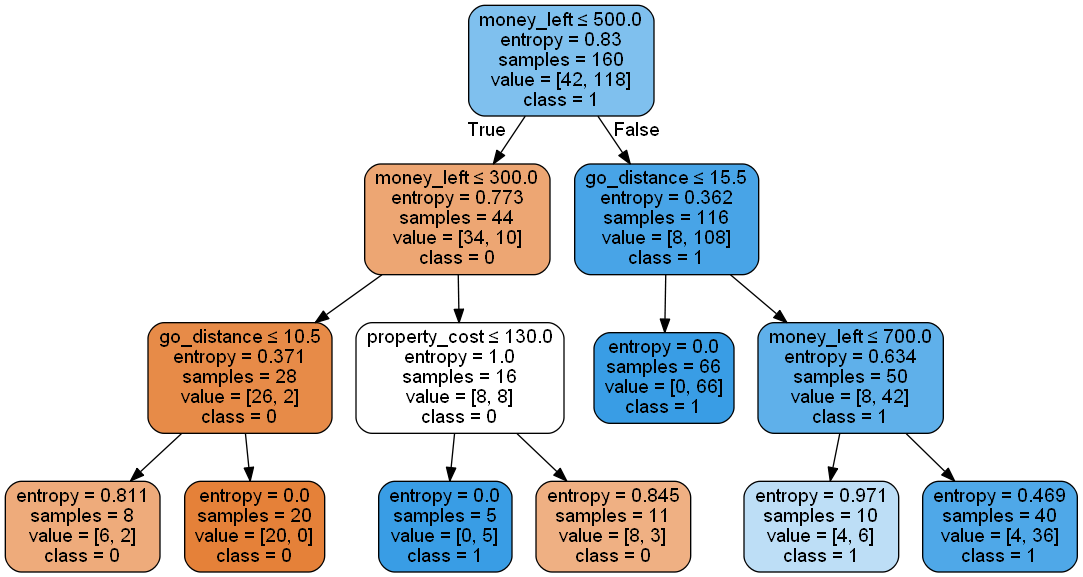 money_left ≤ 500.0
entropy = 0.83
samples = 160
value = [42, 118]
class = 1
True
False
money_left ≤ 300.0
entropy = 0.773
samples = 44
value = [34, 10]
class = 0
go_distance ≤ 15.5
entropy = 0.362
samples = 116
value = [8, 108]
class = 1
go_distance ≤ 10.5
entropy = 0.371
samples = 28
value = [26, 2]
class = 0
property_cost ≤ 130.0
entropy = 1.0
samples = 16
value = [8, 8]
class = 0
entropy = 0.0
samples = 66
value = [0, 66]
class = 1
money_left ≤ 700.0
entropy = 0.634
samples = 50
value = [8, 42]
class = 1
entropy = 0.811
samples = 8
value = [6, 2]
class = 0
entropy = 0.0
samples = 20
value = [20, 0]
class = 0
entropy = 0.0
samples = 5
value = [0, 5]
class = 1
entropy = 0.845
samples = 11
value = [8, 3]
class = 0
entropy = 0.971
samples = 10
value = [4, 6]
class = 1
entropy = 0.469
samples = 40
value = [4, 36]
class = 1